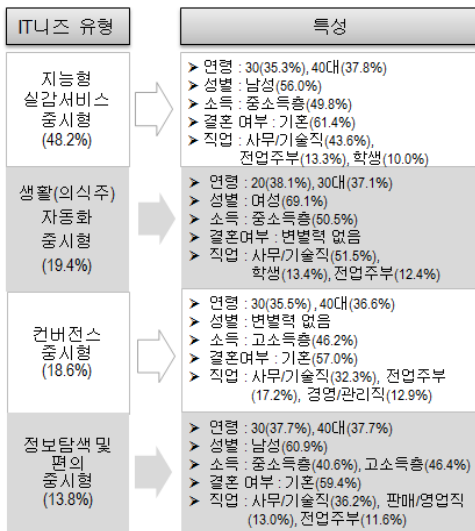 IT니즈 유형
특성
지능형
실감서비스
중시형
(48.2%)
➤ 연령 : 30(35.3%), 40대(37.8%)
➤ 성별 : 남성(56.0%)
➤ 소득 : 중소득층(49.8%)
➤ 결혼 여부 : 기혼(61.4%)
➤ 직업 : 사무/기술직(43.6%),
전업주부(13.3%), 학생(10.0%)
생활(의식주)
자동화
중시형
(19.4%)
➤ 연령 : 20(38.1%), 30대(37.1%)
➤ 성별 : 여성(69.1%)
➤ 소득 : 중소득층(50.5%)
➤ 결혼여부 : 변별력 없음
➤ 직업 : 사무/기술직(51.5%),
학생(13.4%), 전업주부(12.4%)
컨버전스
중시형
(18.6%)
➤ 연령 : 30(35.5%), 40대(36.6%)
➤ 성별 : 변별력 없음
➤ 소득 : 고소득층(46.2%)
➤ 결혼여부 : 기혼(57.0%)
➤ 직업 : 사무/기술직(32.3%), 전업주부
(17.2%), 경영/관리직(12.9%)
정보탐색 및
편의
중시형
(13.8%)
➤ 연령 : 30(37.7%), 40대(37.7%)
➤ 성별 : 남성(60.9%)
➤ 소득 : 중소득층(40.6%), 고소득층(46.4%)
➤ 결혼 여부 : 기혼(59.4%)
➤ 직업 : 사무/기술직(36.2%), 판매/영업직
(13.0%), 전업주부(11.6%)